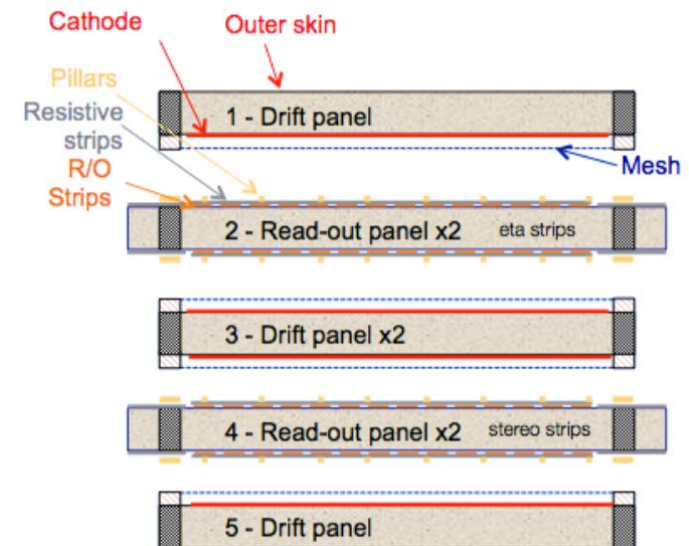 Cathode
Outer skin
Pillars
Resistive
strips
R/O
Strips
1 - Drift panel
Mesh
2 - Read-out panel x2 eta strips
3 - Drift panel x2
4 - Read-out panel x2 stereo strips
5 - Drift panel